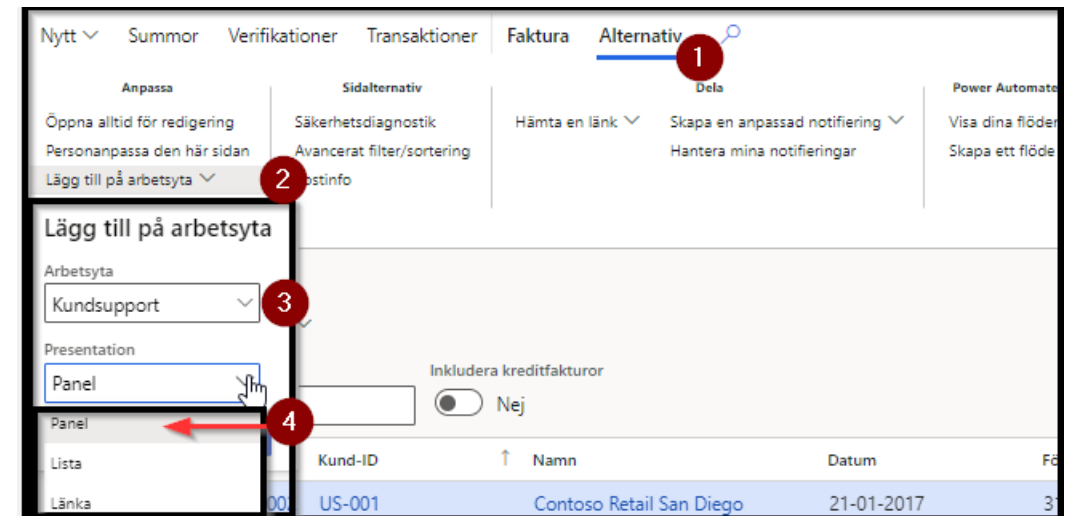 Nytt Summor Verifikationer Transaktioner Faktura Alternativ
1
Anpassa Sidalternativ Dela Power Automate
Öppna alltid för redigering Säkerhetsdiagnostik Hämta en länk Skapa en anpassad notifiering Visa dina flöden
Personanpassa den här sidan Avancerat filter/sortering Hantera mina notifieringar Skapa ett flöde
Lägg till på arbetsyta 2 ostinfo
Lägg till på arbetsyta
Arbetsyta
Kundsupport 3
Presentation
Panel
Inkludera kreditfakturor
Nej
Panel 4
Lista Kund-ID Namn Datum
Länka US-001 Contoso Retail San Diego 21-01-2017